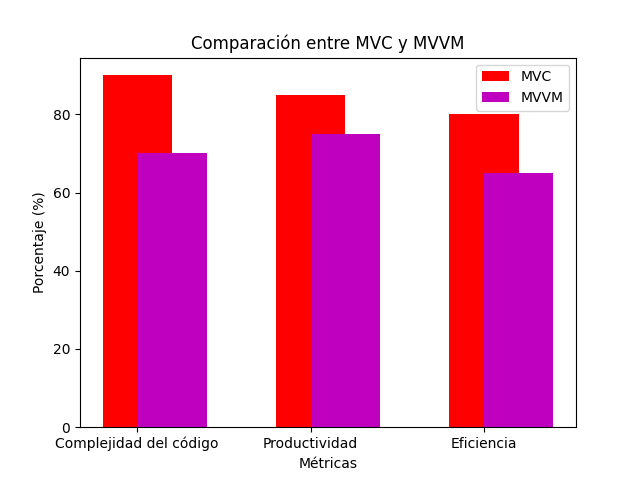 Comparación entre MVC y MVVM
MVC
MVVM
Porcentaje (%)
80
60
40
20
0
Complejidad del código
Productividad
Eficiencia
Métricas